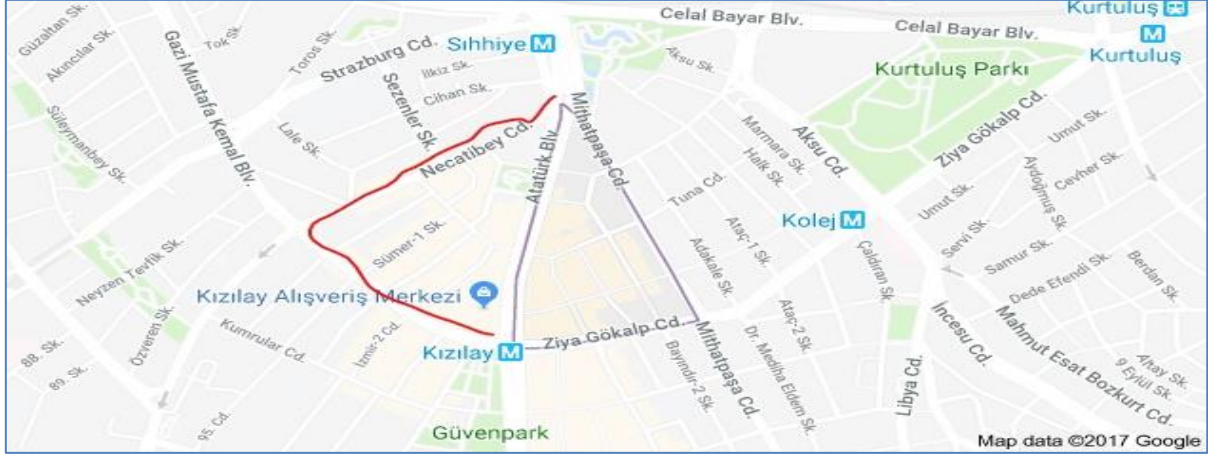 Celal Bayar Blv.
Kurtuluş
Güzaltan Sk.
Akıncılar Sk.
Gazi Mustafa Kemal Blv.
Tok Sk.
Toros Sk.
Strazburg Cd.
Sıhhiye
Celal Bayar Blv.
Kurtuluş
İlkiz Sk.
Cihan Sk.
Sezenler Sk.
Aksu Sk.
Kurtuluş Parkı
Süleymanbey Sk.
Lale Sk.
Necatibey Cd.
Atatürk Blv.
Mithatpaşa Cd.
Marmara Sk.
Halk Sk.
Aksu Cd.
Ziya Gökalp Cd.
Umut Sk.
Cevher Sk.
Aydoğmuş Sk.
Tuna Cd.
Umut Sk.
Kolej
Ataç-1 Sk.
Adakale Sk.
Sümer-1 Sk.
Neyzen Tevfik Sk.
Çaldıran Sk.
Servi Sk.
Samur Sk.
Dede Efendi Sk.
Berdan Sk.
Kızılay Alışveriş Merkezi
Özveren Sk.
Kumrular Cd.
İzmir-2 Cd.
Ziya Gökalp Cd.
Mithatpaşa Cd.
Ataç-2 Sk.
Dr. Mediha Eldem Sk.
İncesu Cd.
Mahmut Esat Bozkurt Cd.
Kızılay
88. Sk.
89. Sk.
95. Cd.
Bayındır-2 Sk.
Libya Cd.
Altay Sk.
9 Eylül Sk.
Güvenpark
Map data ©2017 Google